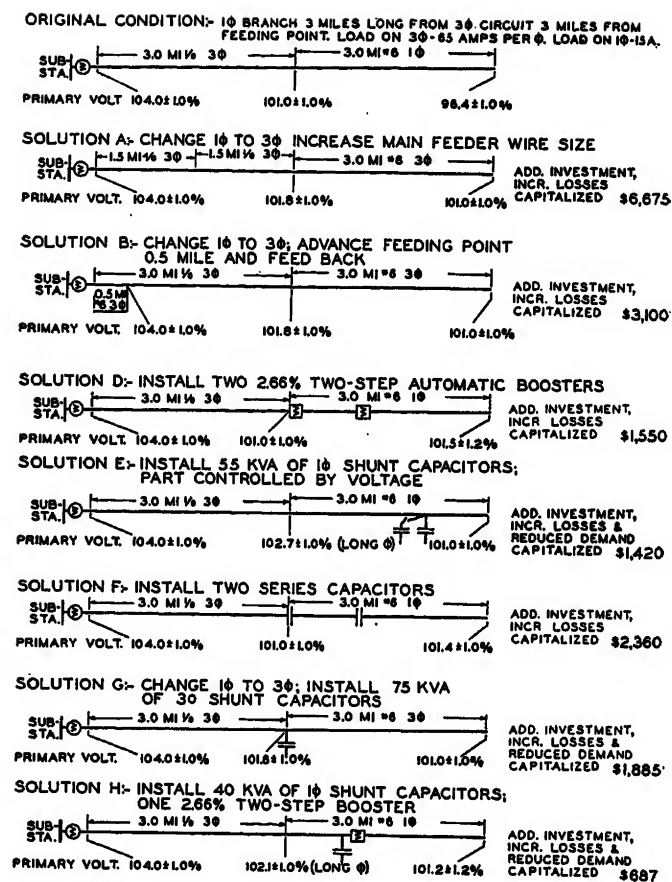 ORIGINAL CONDITION:- 1Φ BRANCH 3 MILES LONG FROM 3Φ. CIRCUIT 3 MILES FROM
FEEDING POINT. LOAD ON 3Φ-65 AMPS PER Φ. LOAD ON 1Φ-15A.
3.0 MI 1/0 3Φ 3.0 MI #6 1Φ
SUB-
STA.
PRIMARY VOLT 104.0±1.0% 101.0±1.0% 96.4±1.0%
SOLUTION A:- CHANGE 1Φ TO 3Φ INCREASE MAIN FEEDER WIRE SIZE
1.5 MI 4/0 3Φ 1.5 MI 1/0 3Φ 3.0 MI #6 3Φ
SUB-
STA.
ADD. INVESTMENT,
INCR. LOSSES
PRIMARY VOLT. 104.0±1.0% 101.8±1.0% 101.0±1.0% CAPITALIZED $6,675
SOLUTION B:- CHANGE 1Φ TO 3Φ; ADVANCE FEEDING POINT
0.5 MILE AND FEED BACK
3.0 MI 1/0 3Φ 3.0 MI #6 3Φ
SUB-
STA.
0.5 MI
#6 3Φ
ADD. INVESTMENT,
INCR. LOSSES
PRIMARY VOLT. 104.0±1.0% 101.8±1.0% 101.0±1.0% CAPITALIZED $3,100
SOLUTION D:- INSTALL TWO 2.66% TWO-STEP AUTOMATIC BOOSTERS
3.0 MI 1/0 3Φ 3.0 MI #6 1Φ
SUB-
STA.
ADD. INVESTMENT,
INCR LOSSES
PRIMARY VOLT. 104.0±1.0% 101.0±1.0% 101.5±1.2% CAPITALIZED $1,550
SOLUTION E:- INSTALL 55 KVA OF 1Φ SHUNT CAPACITORS;
PART CONTROLLED BY VOLTAGE
3.0 MI 1/0 3Φ 3.0 MI #6 1Φ
SUB-
STA.
ADD. INVESTMENT,
INCR. LOSSES &
REDUCED DEMAND
PRIMARY VOLT. 104.0±1.0% 102.7±1.0% (LONG Φ) 101.0±1.0% CAPITALIZED $1,420
SOLUTION F:- INSTALL TWO SERIES CAPACITORS
3.0 MI 1/0 3Φ 3.0 MI #6 1Φ
SUB-
STA.
ADD. INVESTMENT,
INCR LOSSES
PRIMARY VOLT. 104.0±1.0% 101.0±1.0% 101.4±1.0% CAPITALIZED $2,360
SOLUTION G:- CHANGE 1Φ TO 3Φ; INSTALL 75 KVA
OF 3Φ SHUNT CAPACITORS
3.0 MI 1/0 3Φ 3.0 MI #6 3Φ
SUB-
STA.
ADD. INVESTMENT,
INCR. LOSSES &
REDUCED DEMAND
PRIMARY VOLT. 104.0±1.0% 101.8±1.0% 101.0±1.0% CAPITALIZED $1,885
SOLUTION H:- INSTALL 40 KVA OF 1Φ SHUNT CAPACITORS;
ONE 2.66% TWO-STEP BOOSTER
3.0 MI 1/0 3Φ 3.0 MI #6 1Φ
SUB-
STA.
ADD. INVESTMENT,
INCR. LOSSES &
REDUCED DEMAND
PRIMARY VOLT. 104.0±1.0% 102.1±1.0% (LONG Φ) 101.2±1.2% CAPITALIZED $687